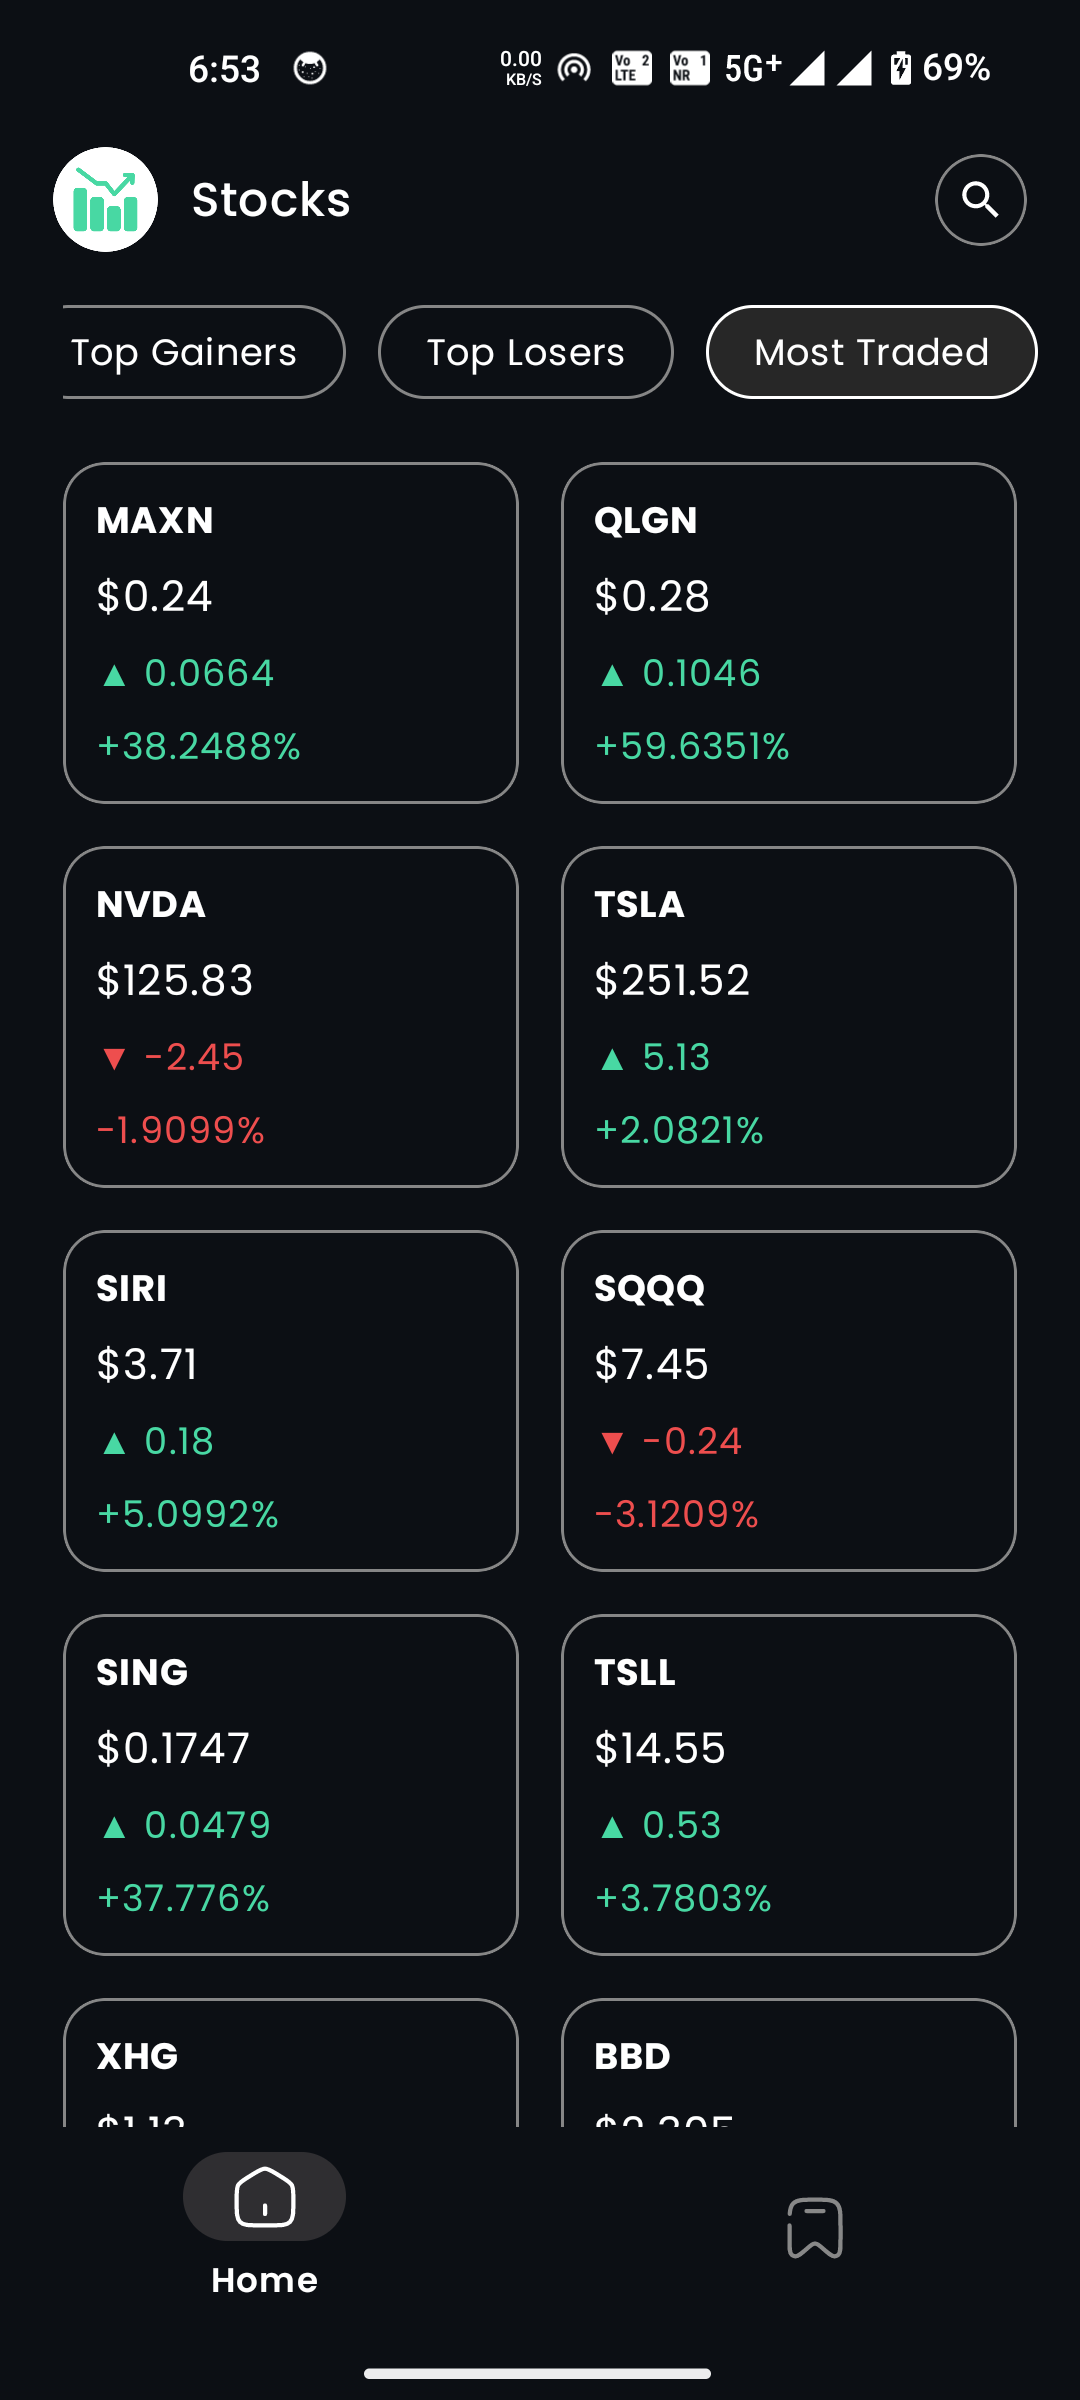 6:53
0.00
KB/S
Vo 2
LTE
Vo 1
NR
5G+
69%
Stocks
Top Gainers
Top Losers
Most Traded
MAXN
$0.24
▲ 0.0664
+38.2488%
QLGN
$0.28
▲ 0.1046
+59.6351%
NVDA
$125.83
▼ -2.45
-1.9099%
TSLA
$251.52
▲ 5.13
+2.0821%
SIRI
$3.71
▲ 0.18
+5.0992%
SQQQ
$7.45
▼ -0.24
-3.1209%
SING
$0.1747
▲ 0.0479
+37.776%
TSLL
$14.55
▲ 0.53
+3.7803%
XHG
BBD
Home